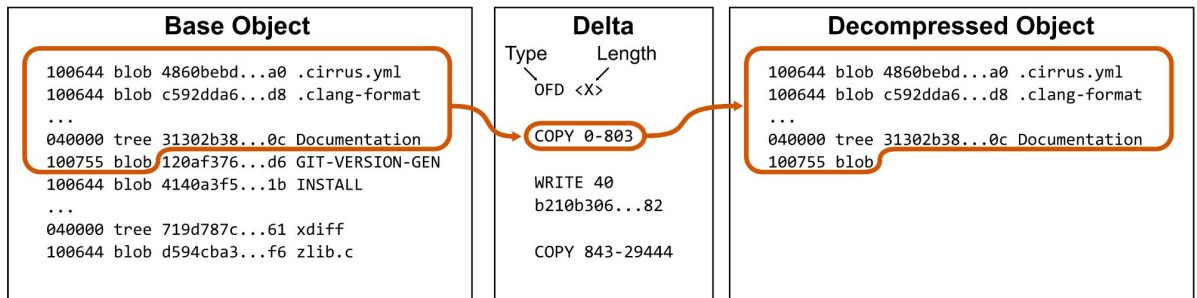 Base Object
100644 blob 4860bebd...a0 .cirrus.yml
100644 blob c592dda6...d8 .clang-format
...
040000 tree 31302b38...0c Documentation
100755 blob 120af376...d6 GIT-VERSION-GEN
100644 blob 4140a3f5...1b INSTALL
...
040000 tree 719d787c...61 xdiff
100644 blob d594cba3...f6 zlib.c
Delta
Type Length
OFD <X>
COPY 0-803
WRITE 40
b210b306...82
COPY 843-29444
Decompressed Object
100644 blob 4860bebd...a0 .cirrus.yml
100644 blob c592dda6...d8 .clang-format
...
040000 tree 31302b38...0c Documentation
100755 blob